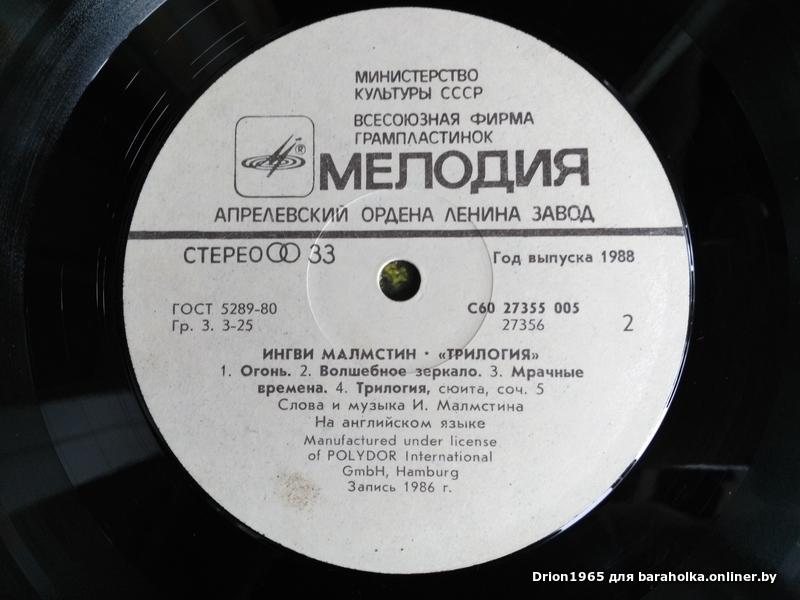 МИНИСТЕРСТВО
КУЛЬТУРЫ СССР
ВСЕСОЮЗНАЯ ФИРМА
ГРАМПЛАСТИНОК
®
МЕЛОДИЯ
АПРЕЛЕВСКИЙ ОРДЕНА ЛЕНИНА ЗАВОД
СТЕРЕО 33
Год выпуска 1988
ГОСТ 5289-80
Гр. 3. 3-25
С60 27355 005
27356
2
ИНГВИ МАЛМСТИН · «ТРИЛОГИЯ»
1. Огонь. 2. Волшебное зеркало. 3. Мрачные
времена. 4. Трилогия, сюита, соч. 5
Слова и музыка И. Малмстина
На английском языке
Manufactured under license
of POLYDOR International
GmbH, Hamburg
Запись 1986 г.
Drion1965 для baraholka.onliner.by